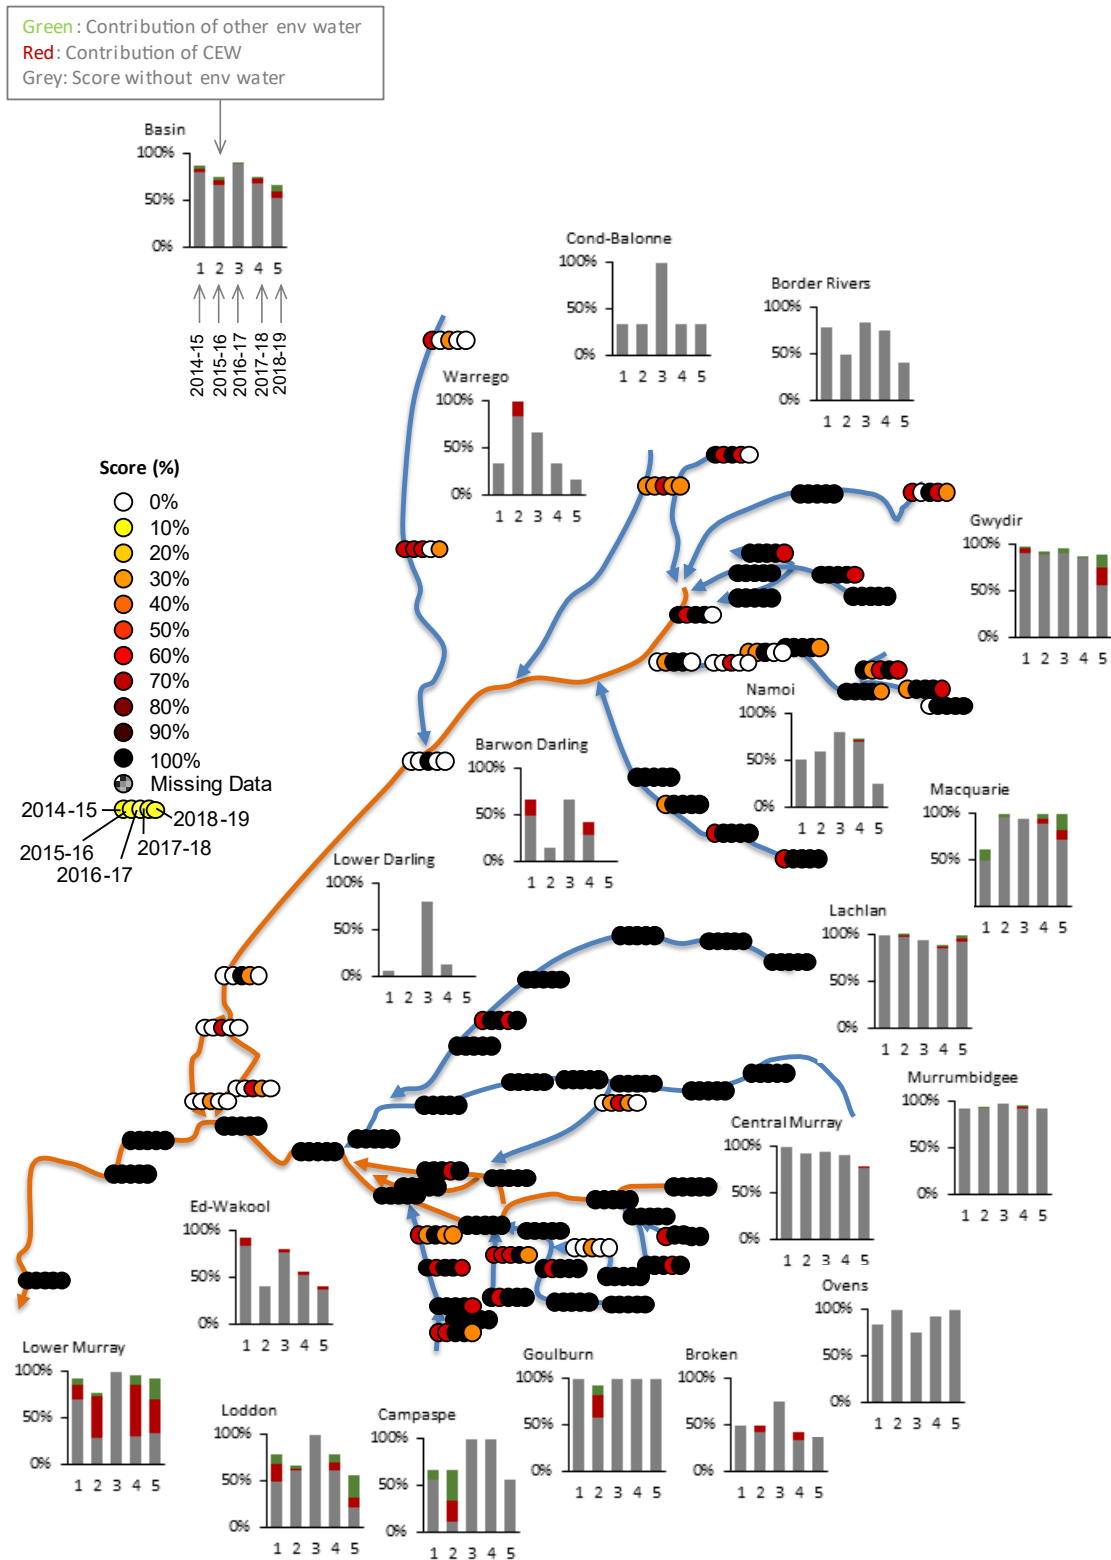 Green : Contribution of other env water
Red: Contribution of CEW
Grey: Score without env water
Basin
100%
50%
0%
1 2 3 4 5
2014-15
2015-16
2016-17
2017-18
2018-19
Cond-Balonne
100%
50%
0%
1 2 3 4 5
Border Rivers
100%
50%
0%
1 2 3 4 5
Warrego
100%
50%
0%
1 2 3 4 5
Score (%)
0%
10%
20%
30%
40%
50%
60%
70%
80%
90%
100%
Missing Data
2014-15
2015-16
2016-17
2017-18
2018-19
Gwydir
100%
50%
0%
1 2 3 4 5
Namoi
100%
50%
0%
1 2 3 4 5
Barwon Darling
100%
50%
0%
1 2 3 4 5
Macquarie
100%
50%
1 2 3 4 5
Lower Darling
100%
50%
0%
1 2 3 4 5
Lachlan
100%
50%
0%
1 2 3 4 5
Murrumbidgee
100%
50%
0%
1 2 3 4 5
Central Murray
100%
50%
0%
1 2 3 4 5
Ed-Wakool
100%
50%
0%
1 2 3 4 5
Ovens
100%
50%
0%
1 2 3 4 5
Lower Murray
100%
50%
0%
1 2 3 4 5
Loddon
100%
50%
0%
1 2 3 4 5
Campaspe
100%
50%
0%
1 2 3 4 5
Goulburn
100%
50%
0%
1 2 3 4 5
Broken
100%
50%
0%
1 2 3 4 5